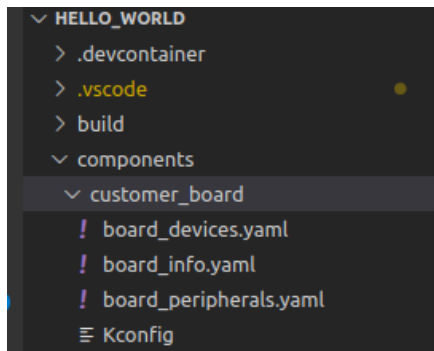 HELLO_WORLD
.devcontainer
.vscode
build
components
customer_board
board_devices.yaml
board_info.yaml
board_peripherals.yaml
Kconfig